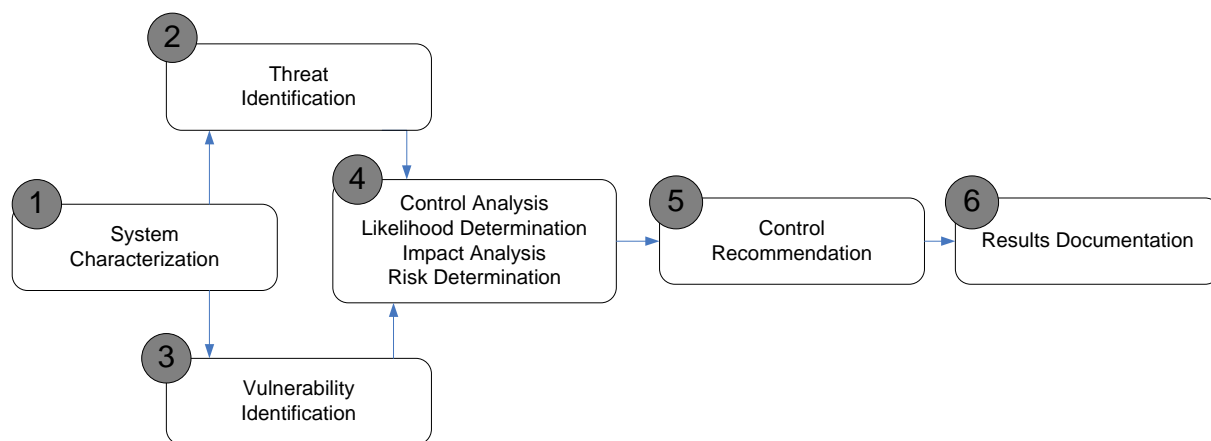 1
System
Characterization
2
Threat
Identification
3
Vulnerability
Identification
4
Control Analysis
Likelihood Determination
Impact Analysis
Risk Determination
5
Control
Recommendation
6
Results Documentation